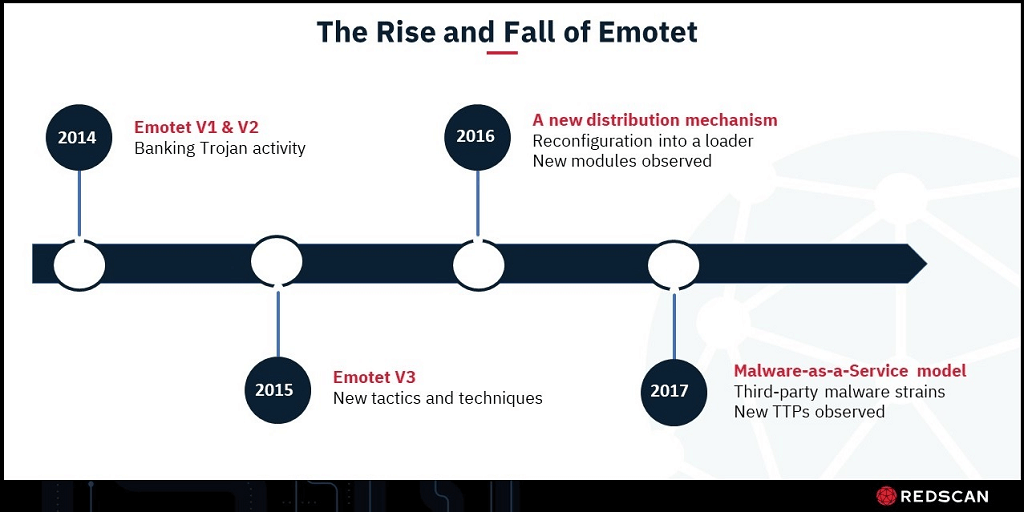 The Rise and Fall of Emotet
2014
Emotet V1 & V2
Banking Trojan activity
2016
A new distribution mechanism
Reconfiguration into a loader
New modules observed
2015
Emotet V3
New tactics and techniques
2017
Malware-as-a-Service model
Third-party malware strains
New TTPs observed
REDSCAN